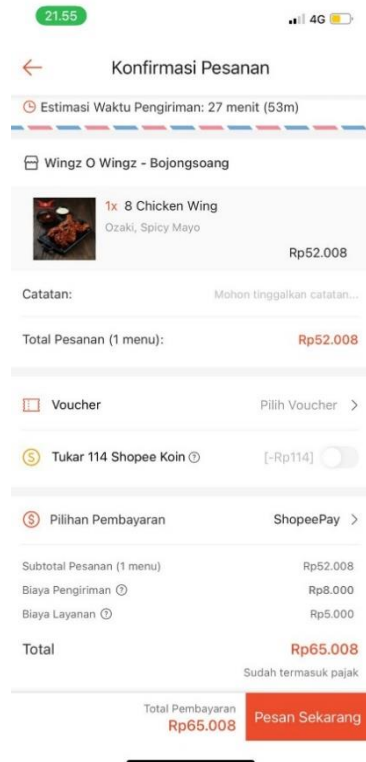 21.55
4G
Konfirmasi Pesanan
Estimasi Waktu Pengiriman: 27 menit (53m)
Wingz O Wingz - Bojongsoang
1x 8 Chicken Wing
Ozaki, Spicy Mayo
Rp52.008
Catatan: Mohon tinggalkan catatan...
Total Pesanan (1 menu): Rp52.008
Voucher Pilih Voucher >
Tukar 114 Shopee Koin ? [-Rp114]
Pilihan Pembayaran ShopeePay >
Subtotal Pesanan (1 menu) Rp52.008
Biaya Pengiriman ? Rp8.000
Biaya Layanan ? Rp5.000
Total Rp65.008
Sudah termasuk pajak
Total Pembayaran
Rp65.008
Pesan Sekarang